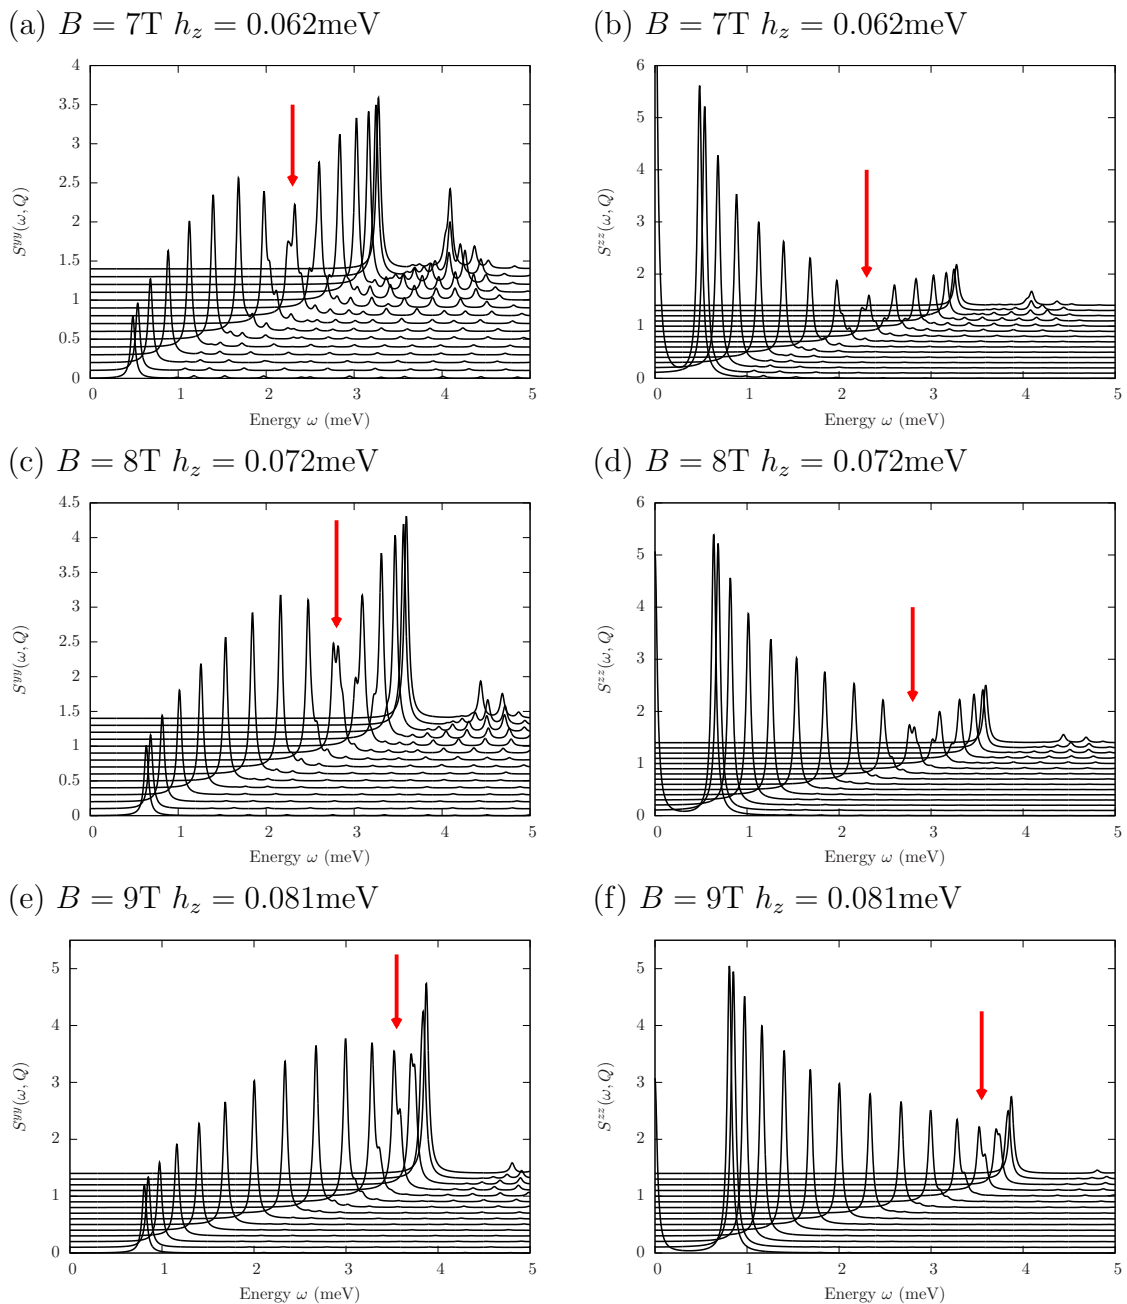 (a) B = 7T h_z = 0.062meV
(b) B = 7T h_z = 0.062meV
4
3.5
3
2.5
2
1.5
1
0.5
0
S^{yy}(ω, Q)
0 1 2 3 4 5
Energy ω (meV)
6
5
4
3
2
1
0
S^{zz}(ω, Q)
0 1 2 3 4 5
Energy ω (meV)
(c) B = 8T h_z = 0.072meV
(d) B = 8T h_z = 0.072meV
4.5
4
3.5
3
2.5
2
1.5
1
0.5
0
S^{yy}(ω, Q)
0 1 2 3 4 5
Energy ω (meV)
6
5
4
3
2
1
0
S^{zz}(ω, Q)
0 1 2 3 4 5
Energy ω (meV)
(e) B = 9T h_z = 0.081meV
(f) B = 9T h_z = 0.081meV
5
4
3
2
1
0
S^{yy}(ω, Q)
0 1 2 3 4 5
Energy ω (meV)
5
4
3
2
1
0
S^{zz}(ω, Q)
0 1 2 3 4 5
Energy ω (meV)